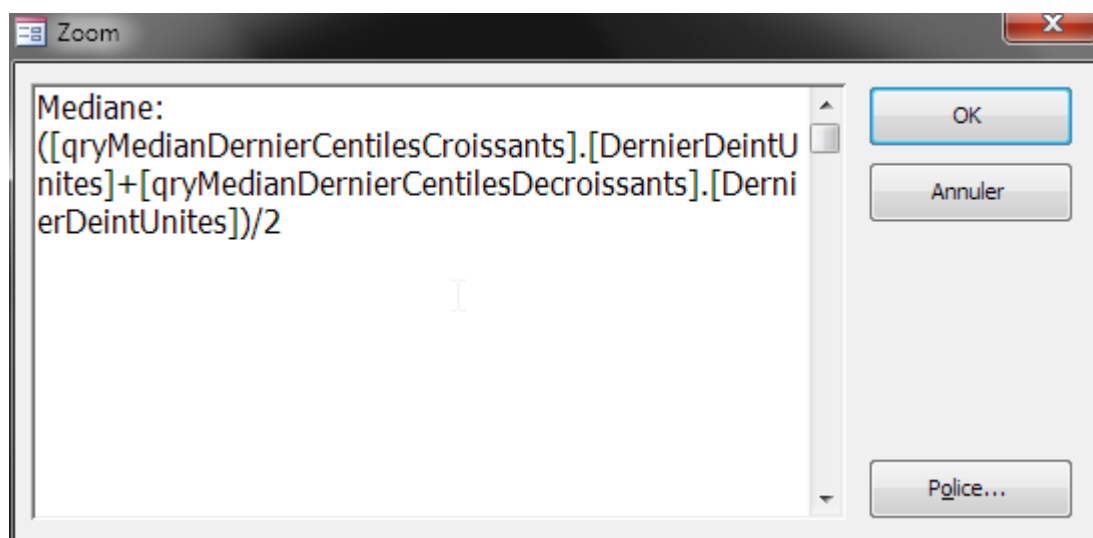 Zoom
Mediane:
([qryMedianDernierCentilesCroissants].[DernierDeintU
nites]+[qryMedianDernierCentilesDecroissants].[Derni
erDeintUnites])/2
OK
Annuler
Police...